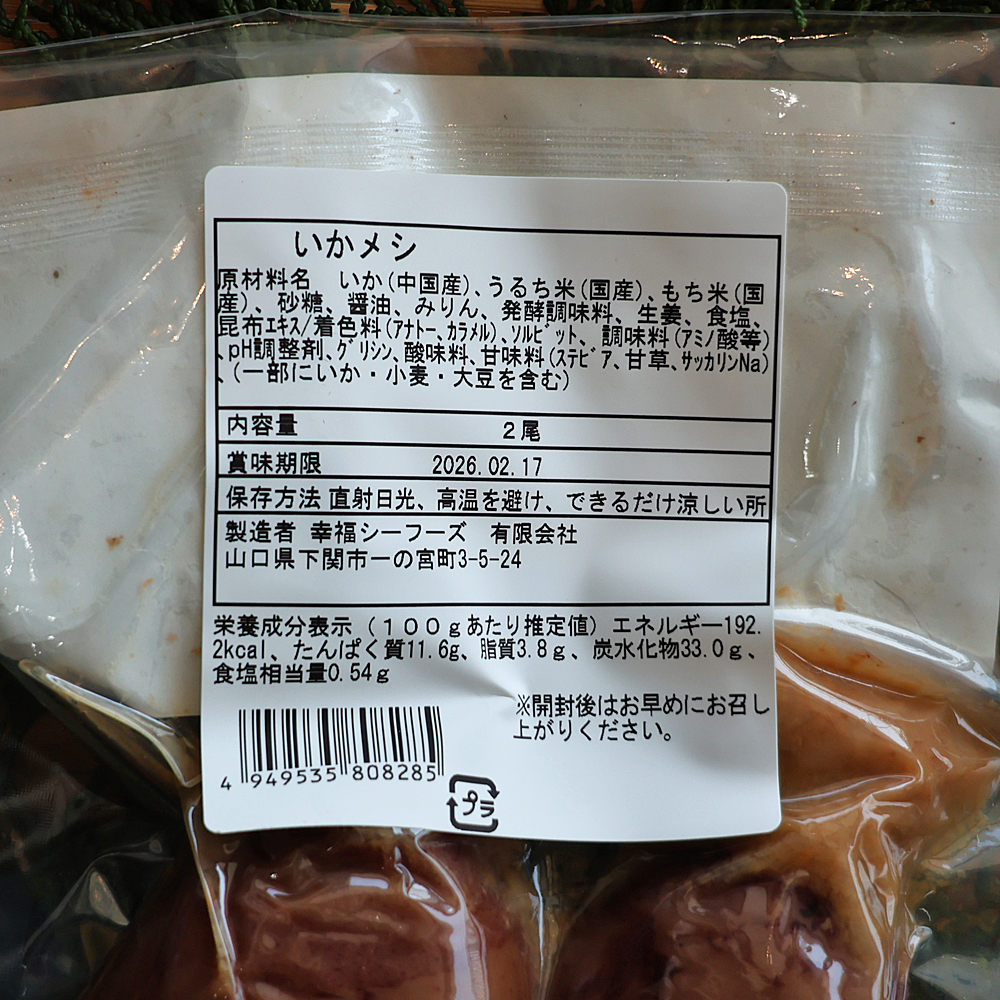 いかメシ
原材料名　いか(中国産)､うるち米(国産)､もち米(国
産)､砂糖､醤油､みりん､発酵調味料､生姜､食塩､
昆布ｴｷｽ/着色料(ｱﾅﾄｰ､ｶﾗﾒﾙ)､ｿﾙﾋﾞｯﾄ､調味料(ｱﾐﾉ酸等)
､pH調整剤､ｸﾞﾘｼﾝ､酸味料､甘味料(ｽﾃﾋﾞｱ､甘草､ｻｯｶﾘﾝNa)
､(一部にいか・小麦・大豆を含む)
内容量　２尾
賞味期限　2026.02.17
保存方法 直射日光、高温を避け、できるだけ涼しい所
製造者 幸福シーフーズ　有限会社
山口県下関市一の宮町3-5-24
栄養成分表示（１００ｇあたり推定値）エネルギー192.
2kcal、たんぱく質11.6g、脂質3.8ｇ、炭水化物33.0ｇ、
食塩相当量0.54ｇ
※開封後はお早めにお召し
上がりください。
4 949535 808285
プラ